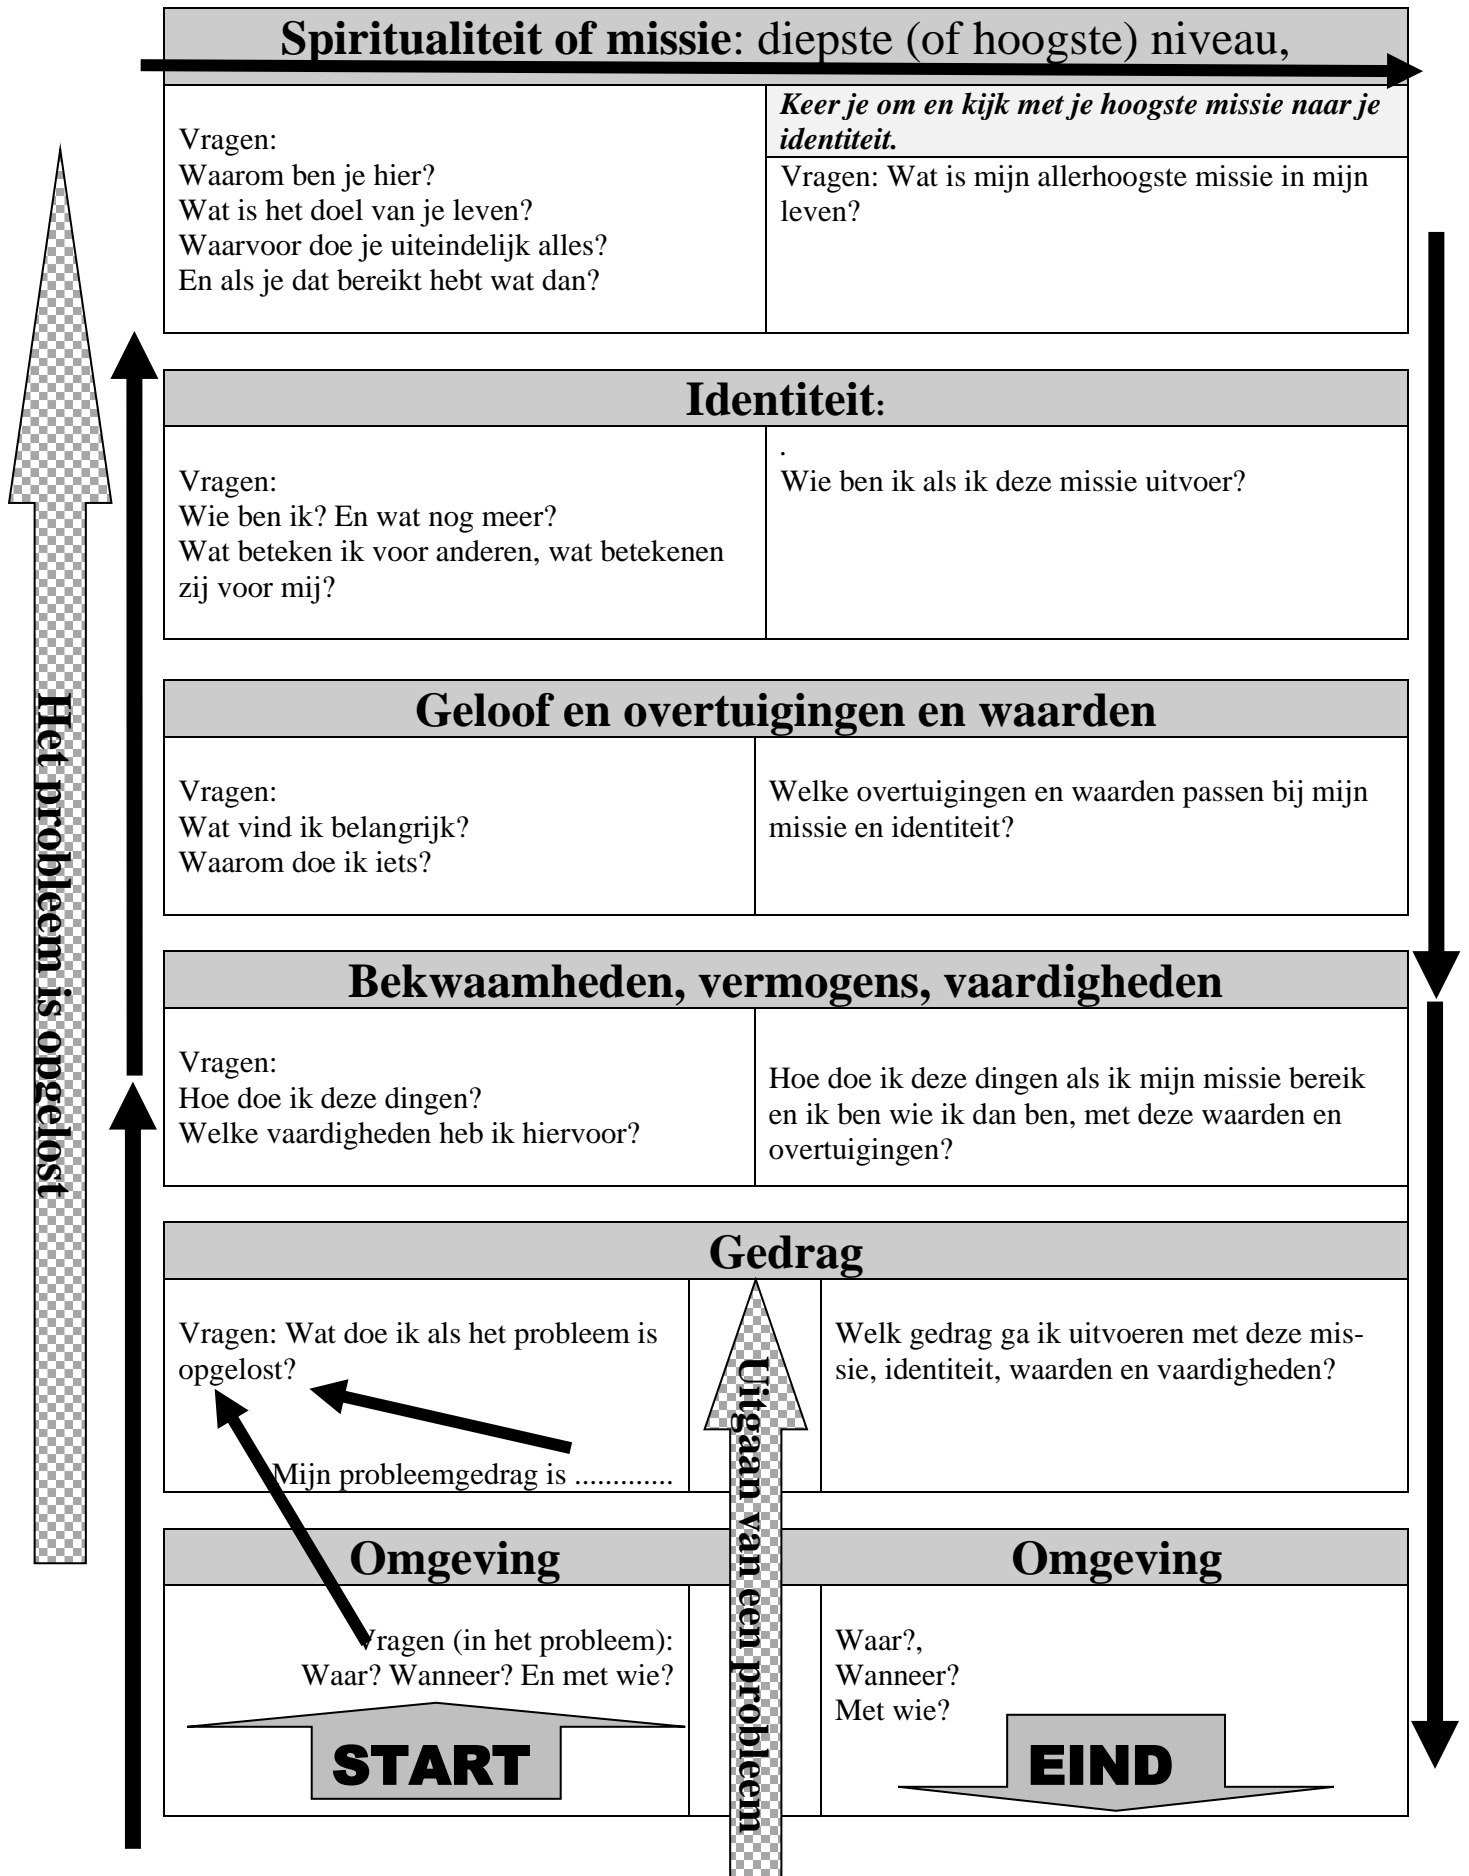 Spiritualiteit of missie: diepste (of hoogste) niveau,
Vragen:
Waarom ben je hier?
Wat is het doel van je leven?
Waarvoor doe je uiteindelijk alles?
En als je dat bereikt hebt wat dan?
Keer je om en kijk met je hoogste missie naar je
identiteit.
Vragen: Wat is mijn allerhoogste missie in mijn
leven?
Identiteit:
Vragen:
Wie ben ik? En wat nog meer?
Wat beteken ik voor anderen, wat betekenen
zij voor mij?
.
Wie ben ik als ik deze missie uitvoer?
Het probleem is opgelost
Geloof en overtuigingen en waarden
Vragen:
Wat vind ik belangrijk?
Waarom doe ik iets?
Welke overtuigingen en waarden passen bij mijn
missie en identiteit?
Bekwaamheden, vermogens, vaardigheden
Vragen:
Hoe doe ik deze dingen?
Welke vaardigheden heb ik hiervoor?
Hoe doe ik deze dingen als ik mijn missie bereik
en ik ben wie ik dan ben, met deze waarden en
overtuigingen?
Gedrag
Vragen: Wat doe ik als het probleem is
opgelost?
Mijn probleemgedrag is .............
Uitgaan van een probleem
Welk gedrag ga ik uitvoeren met deze mis-
sie, identiteit, waarden en vaardigheden?
Omgeving
Vragen (in het probleem):
Waar? Wanneer? En met wie?
START
Omgeving
Waar?,
Wanneer?
Met wie?
EIND